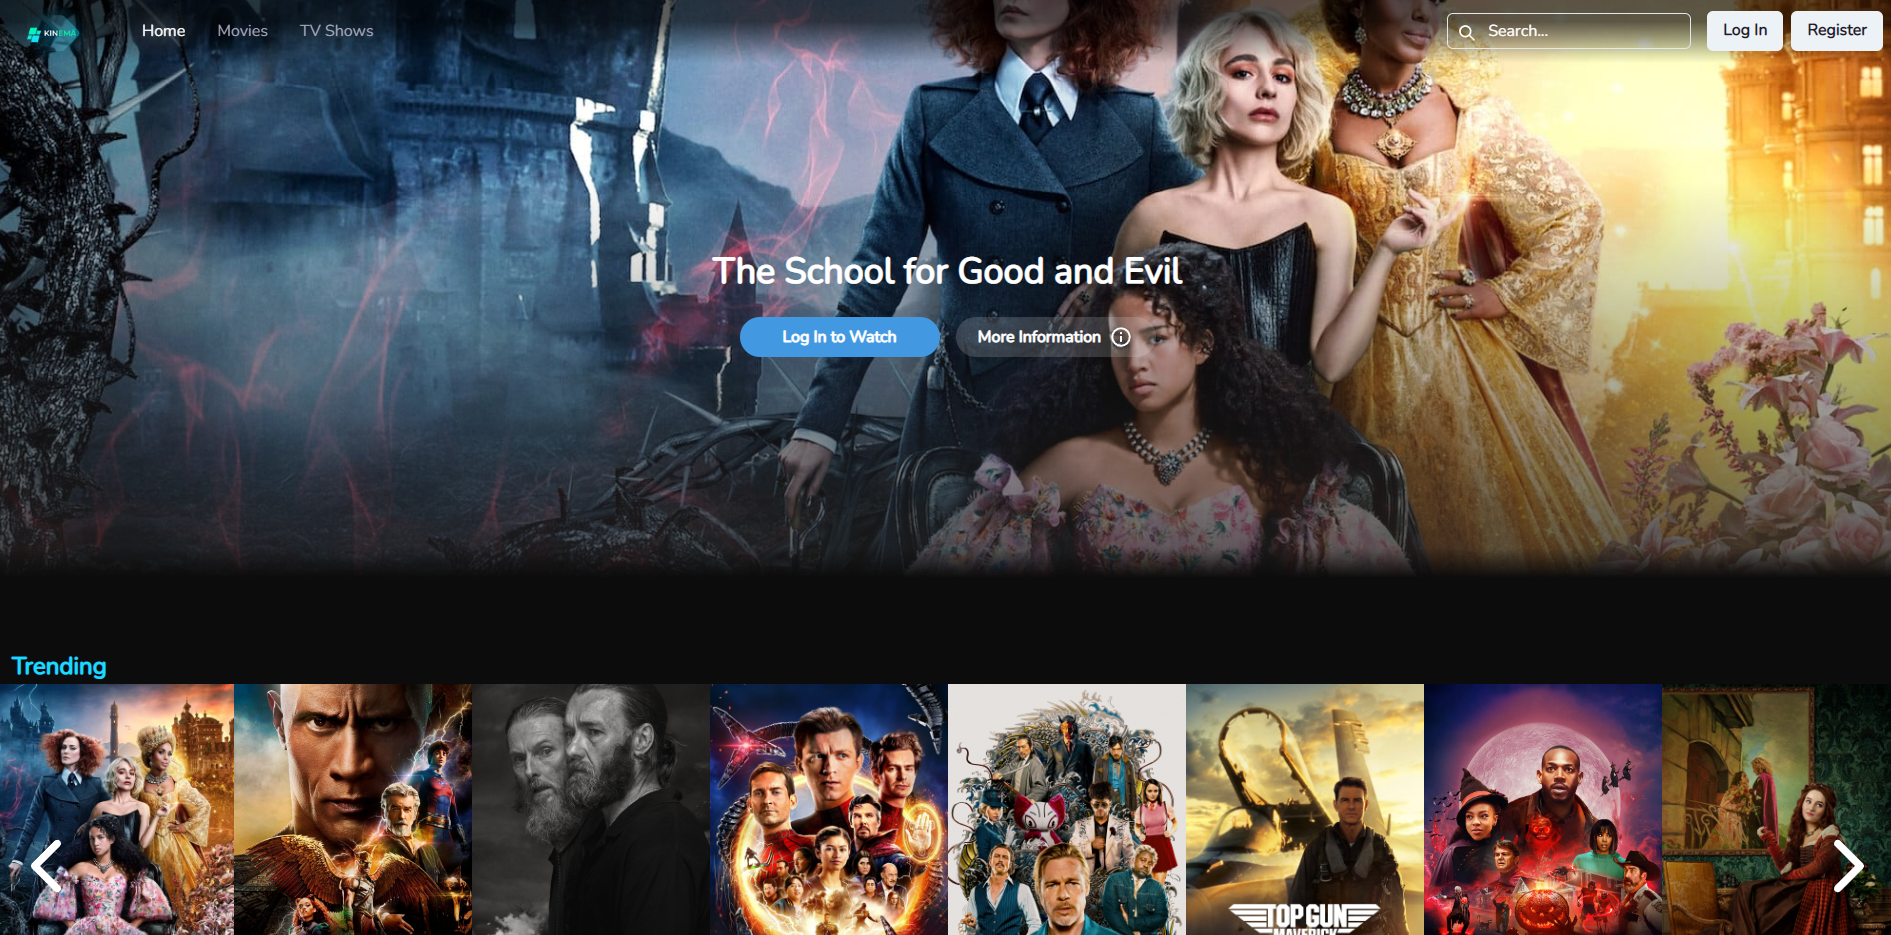 KINEMA
Home
Movies
TV Shows
Search...
Log In
Register
The School for Good and Evil
Log In to Watch
More Information
Trending
TOP GUN
MAVERICK